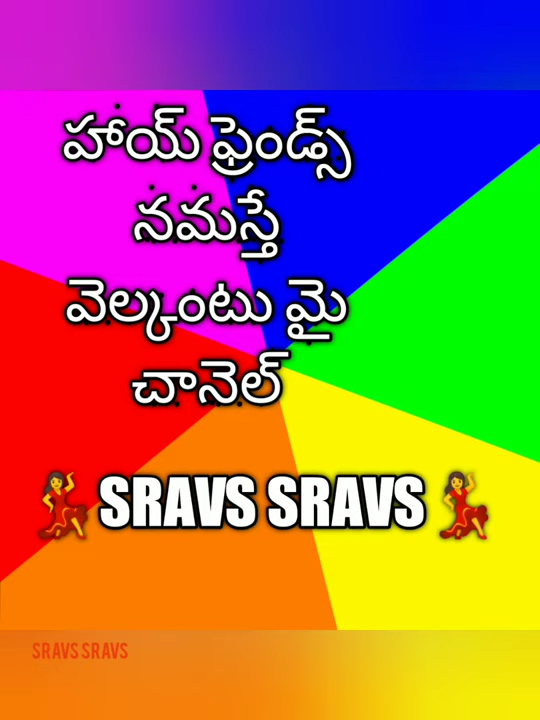 హాయ్ ఫ్రెండ్స్
నమస్తే
వెల్కంటు మై
చానెల్
💃SRAVS SRAVS💃
SRAVS SRAVS